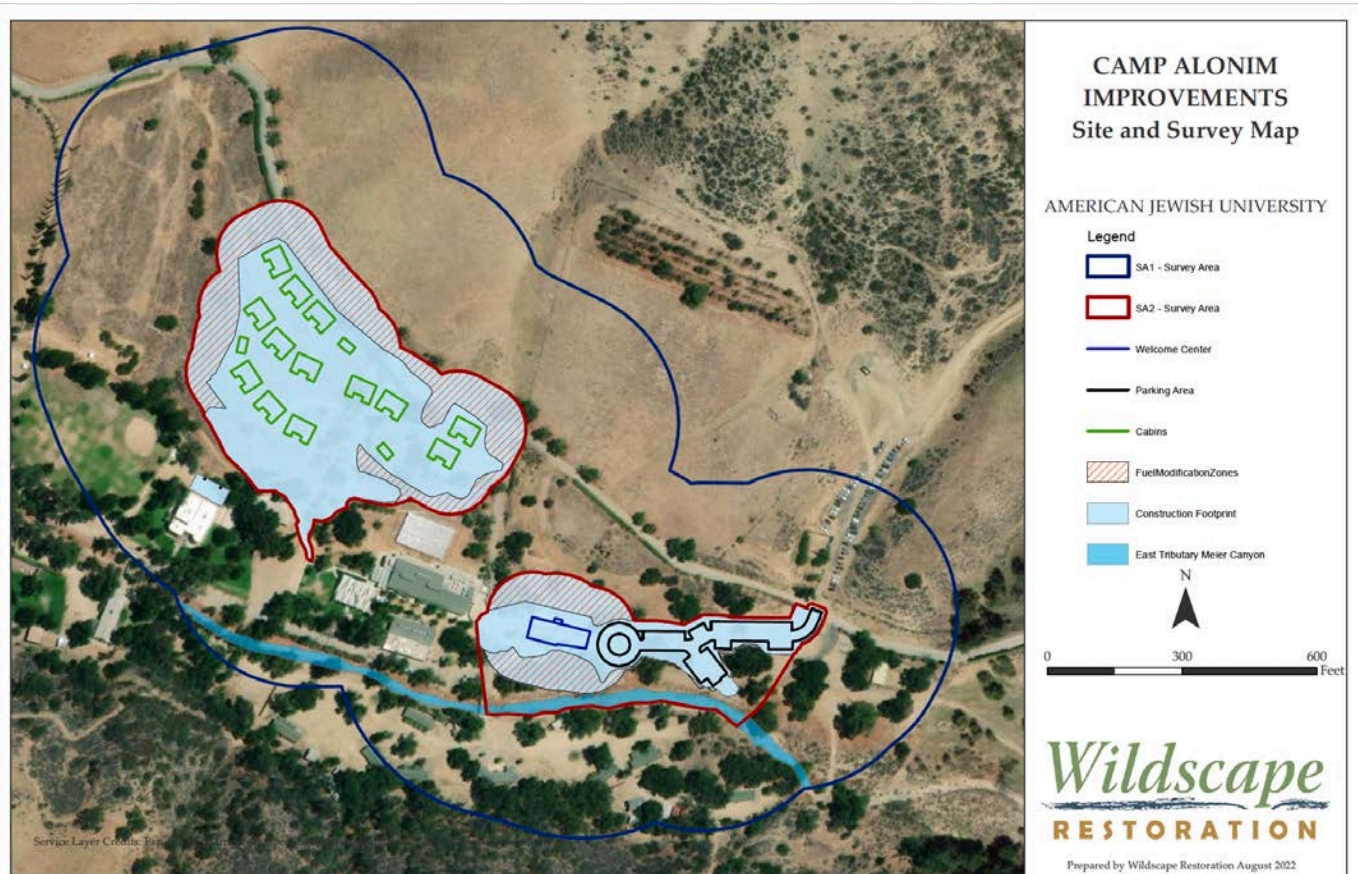 CAMP ALONIM
IMPROVEMENTS
Site and Survey Map
AMERICAN JEWISH UNIVERSITY
Legend
SA1 - Survey Area
SA2 - Survey Area
Welcome Center
Parking Area
Cabins
FuelModificationZones
Construction Footprint
East Tributary Meier Canyon
N
0 300 600
Feet
Wildscape
RESTORATION
Prepared by Wildscape Restoration August 2022
Service Layer Credits: